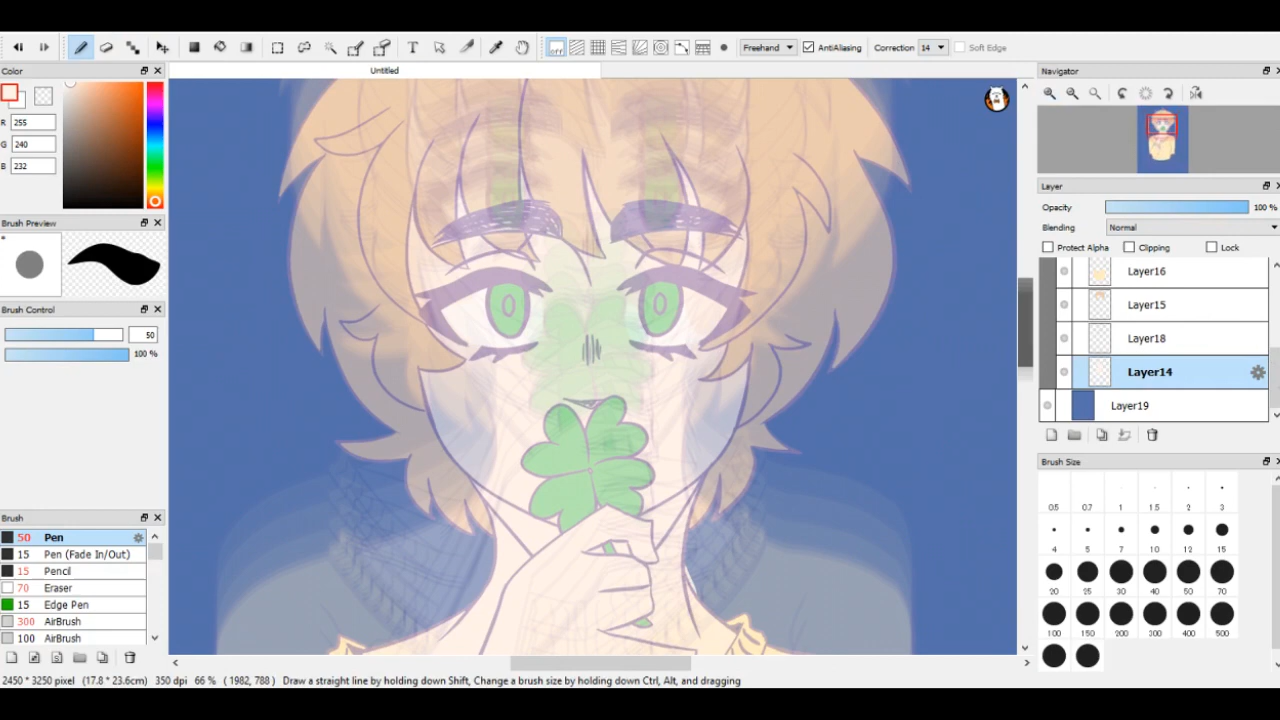 T
off
Freehand
AntiAliasing
Correction
14
Soft Edge
Color
Untitled
Navigator
R
255
G
240
B
232
Layer
Opacity
100 %
Blending
Normal
Protect Alpha
Clipping
Lock
Brush Preview
Layer16
Layer15
Layer18
Layer14
Layer19
Brush Control
50
100 %
Brush Size
0.5 0.7 1 1.5 2 3
4 5 7 10 12 15
20 25 30 40 50 70
100 150 200 300 400 500
Brush
50 Pen
15 Pen (Fade In/Out)
15 Pencil
70 Eraser
15 Edge Pen
300 AirBrush
100 AirBrush
2450 * 3250 pixel (17.8 * 23.6cm) 350 dpi 66 % ( 1982, 788 ) Draw a straight line by holding down Shift, Change a brush size by holding down Ctrl, Alt, and dragging